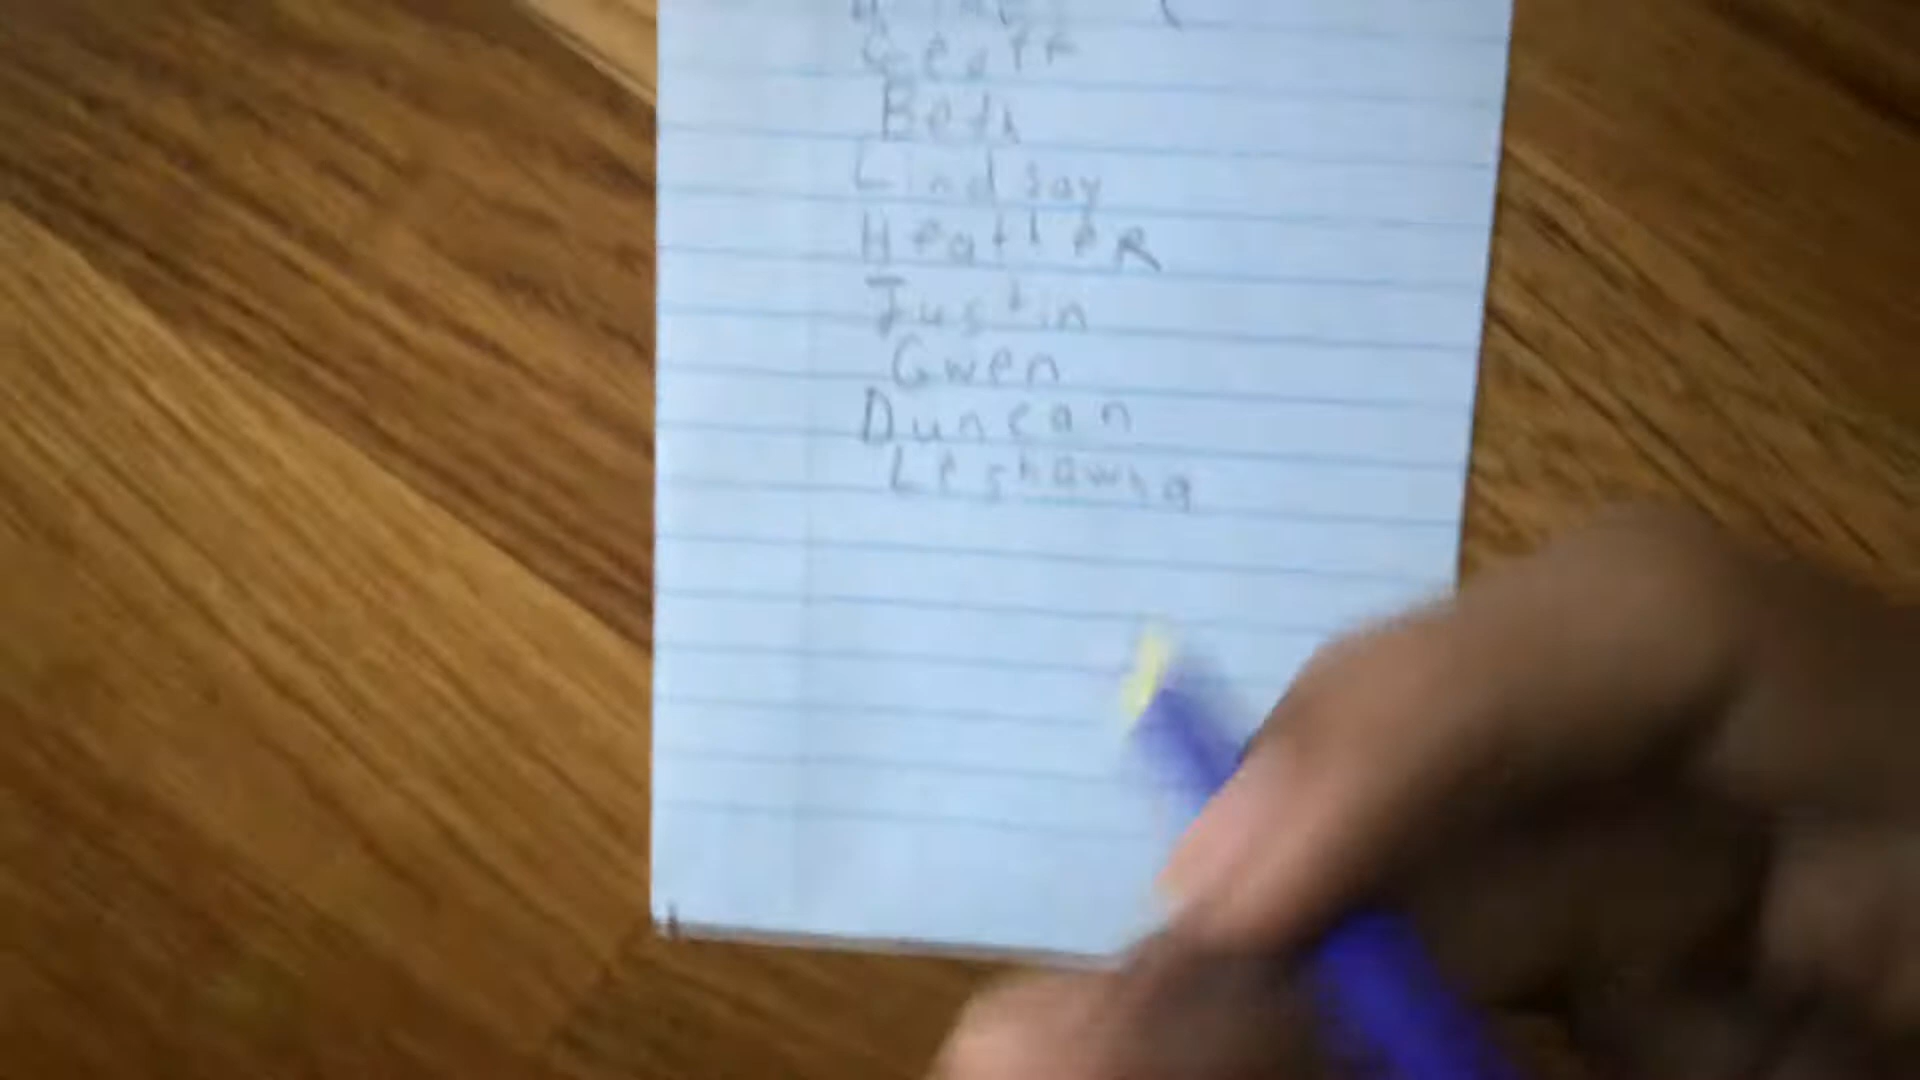 Geoff
Beth
Lindsay
HeatheR
Justin
Gwen
Duncan
Leshawna